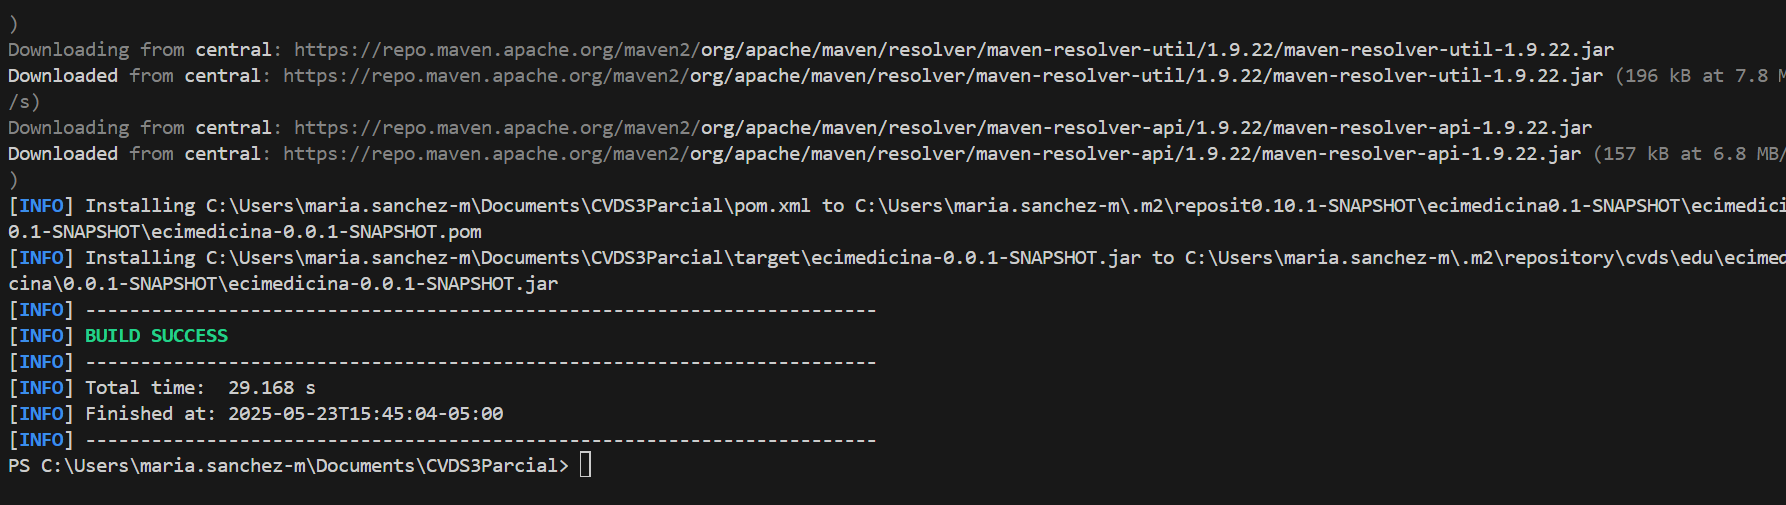 )
Downloading from central: https://repo.maven.apache.org/maven2/org/apache/maven/resolver/maven-resolver-util/1.9.22/maven-resolver-util-1.9.22.jar
Downloaded from central: https://repo.maven.apache.org/maven2/org/apache/maven/resolver/maven-resolver-util/1.9.22/maven-resolver-util-1.9.22.jar (196 kB at 7.8 M
/s)
Downloading from central: https://repo.maven.apache.org/maven2/org/apache/maven/resolver/maven-resolver-api/1.9.22/maven-resolver-api-1.9.22.jar
Downloaded from central: https://repo.maven.apache.org/maven2/org/apache/maven/resolver/maven-resolver-api/1.9.22/maven-resolver-api-1.9.22.jar (157 kB at 6.8 MB/
)
[INFO] Installing C:\Users\maria.sanchez-m\Documents\CVDS3Parcial\pom.xml to C:\Users\maria.sanchez-m\.m2\reposit0.10.1-SNAPSHOT\ecimedicina0.1-SNAPSHOT\ecimedici
0.1-SNAPSHOT\ecimedicina-0.0.1-SNAPSHOT.pom
[INFO] Installing C:\Users\maria.sanchez-m\Documents\CVDS3Parcial\target\ecimedicina-0.0.1-SNAPSHOT.jar to C:\Users\maria.sanchez-m\.m2\repository\cvds\edu\ecimed
cina\0.0.1-SNAPSHOT\ecimedicina-0.0.1-SNAPSHOT.jar
[INFO] ------------------------------------------------------------------------
[INFO] BUILD SUCCESS
[INFO] ------------------------------------------------------------------------
[INFO] Total time:  29.168 s
[INFO] Finished at: 2025-05-23T15:45:04-05:00
[INFO] ------------------------------------------------------------------------
PS C:\Users\maria.sanchez-m\Documents\CVDS3Parcial>